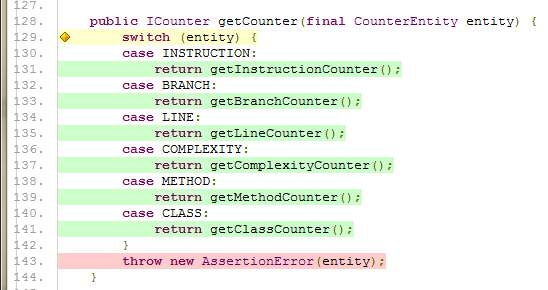 127.
128. public ICounter getCounter(final CounterEntity entity) {
129. switch (entity) {
130. case INSTRUCTION:
131. return getInstructionCounter();
132. case BRANCH:
133. return getBranchCounter();
134. case LINE:
135. return getLineCounter();
136. case COMPLEXITY:
137. return getComplexityCounter();
138. case METHOD:
139. return getMethodCounter();
140. case CLASS:
141. return getClassCounter();
142. }
143. throw new AssertionError(entity);
144. }